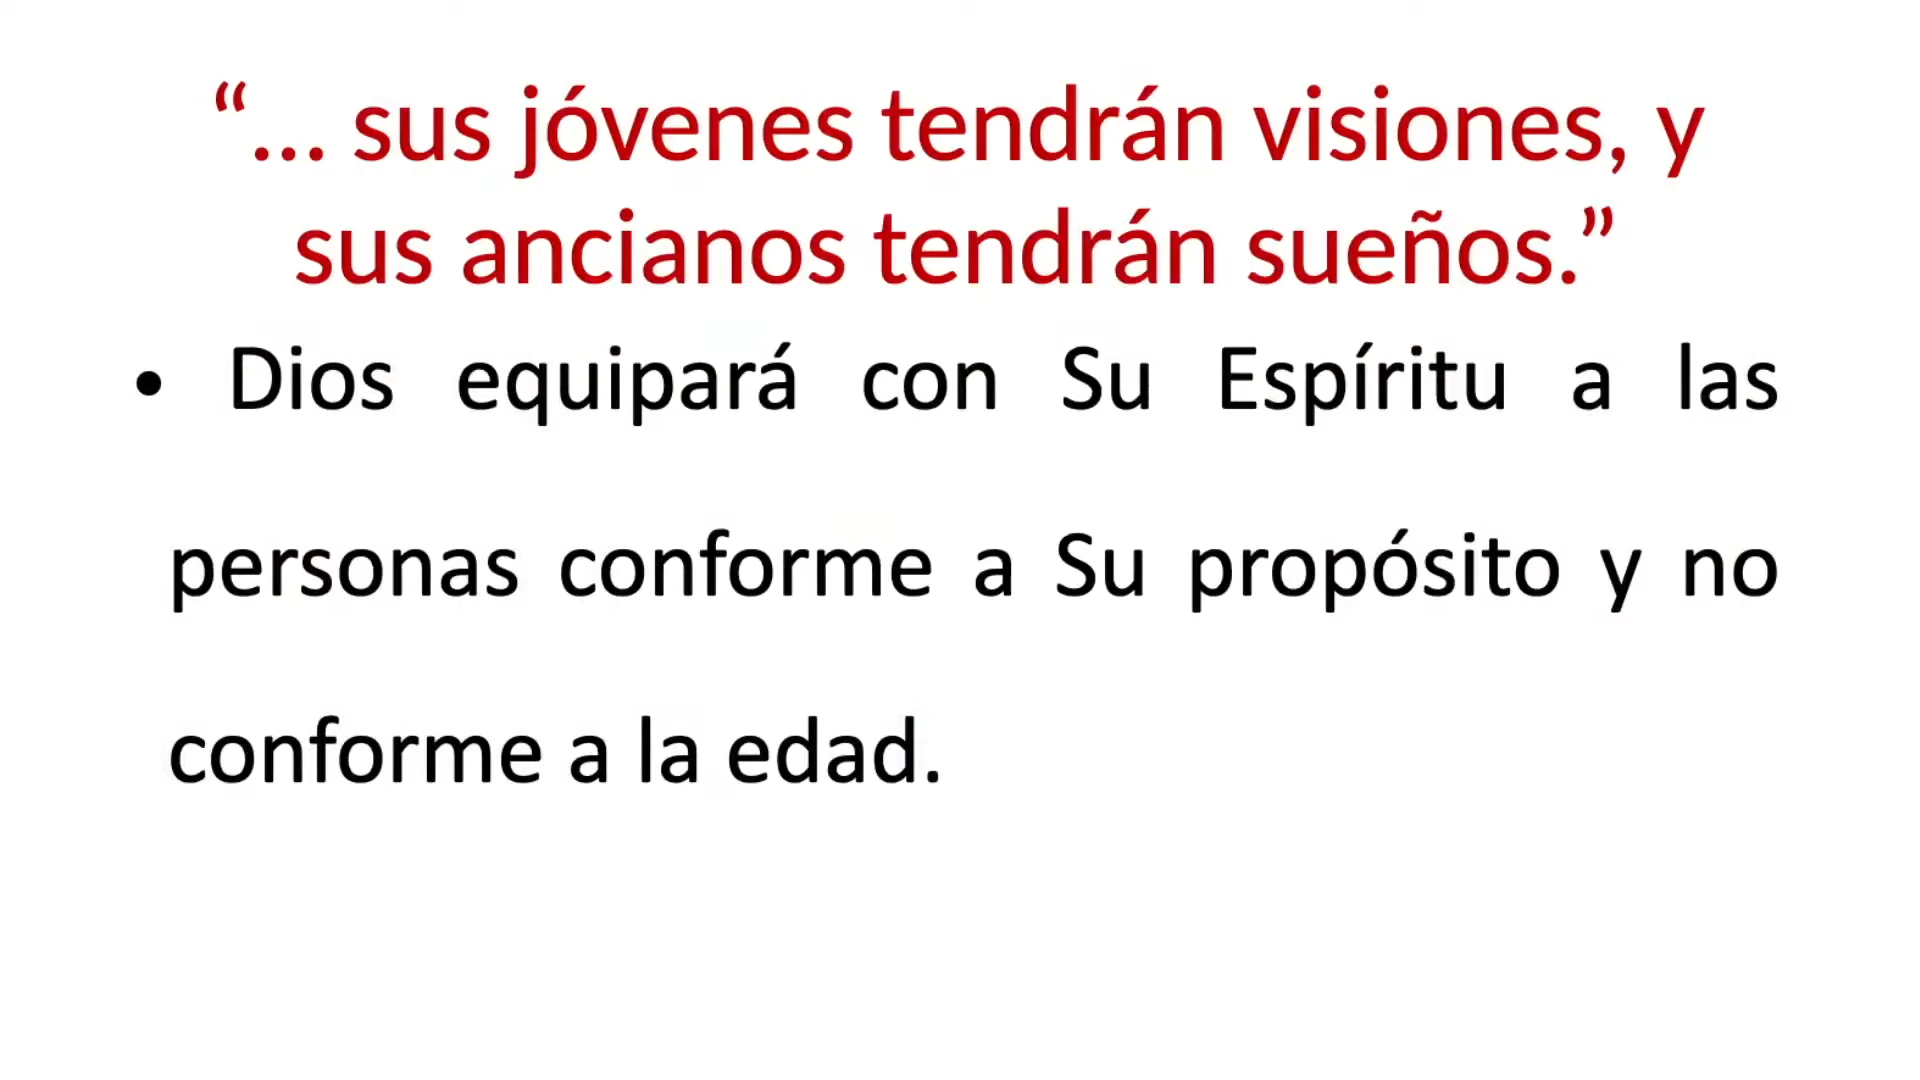 “... sus jóvenes tendrán visiones, y
sus ancianos tendrán sueños.”
• Dios equipará con Su Espíritu a las
personas conforme a Su propósito y no
conforme a la edad.